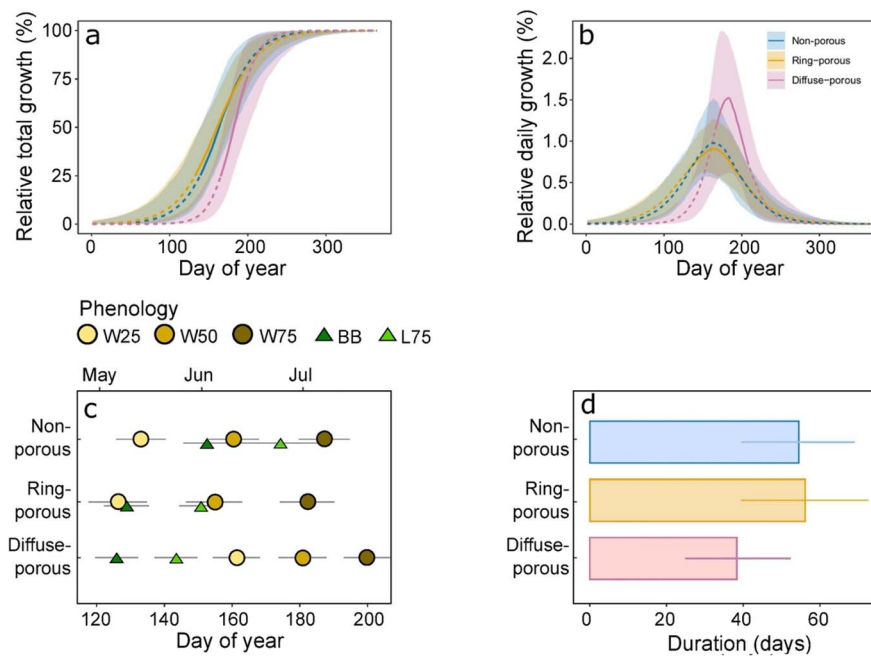 a
Relative total growth (%)
100
75
50
25
0
0 100 200 300
Day of year
b
Relative daily growth (%)
2.0
1.5
1.0
0.5
0.0
0 100 200 300
Day of year
Non-porous
Ring-porous
Diffuse-porous
Phenology
W25 W50 W75 BB L75
May Jun Jul
c
Non-
porous
Ring-
porous
Diffuse-
porous
120 140 160 180 200
Day of year
d
Non-
porous
Ring-
porous
Diffuse-
porous
0 20 40 60
Duration (days)